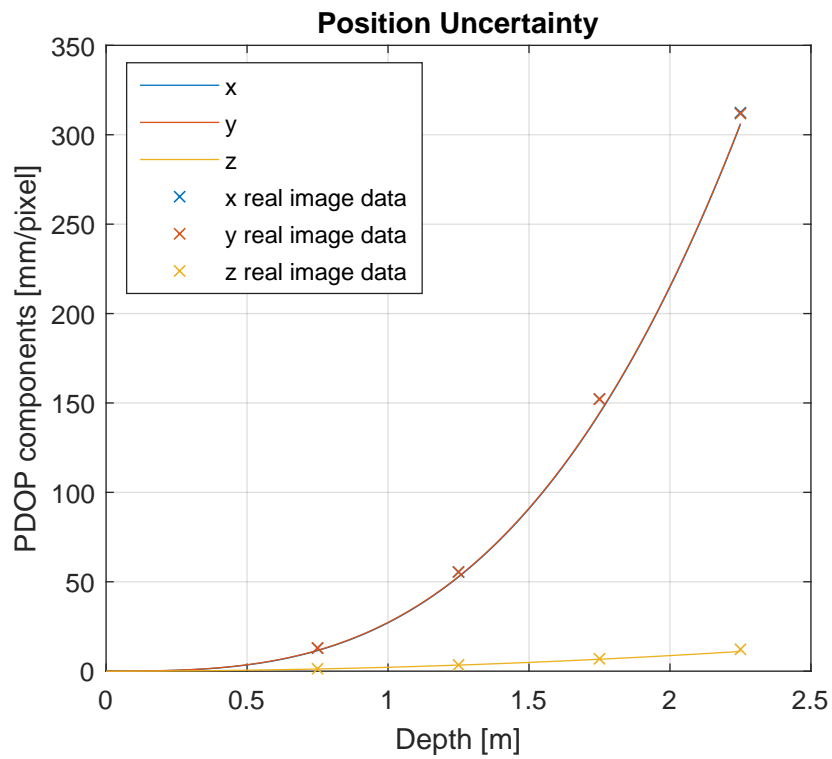 Position Uncertainty
350
300
250
200
150
100
50
0
PDOP components [mm/pixel]
x
y
z
x real image data
y real image data
z real image data
0
0.5
1
1.5
2
2.5
Depth [m]